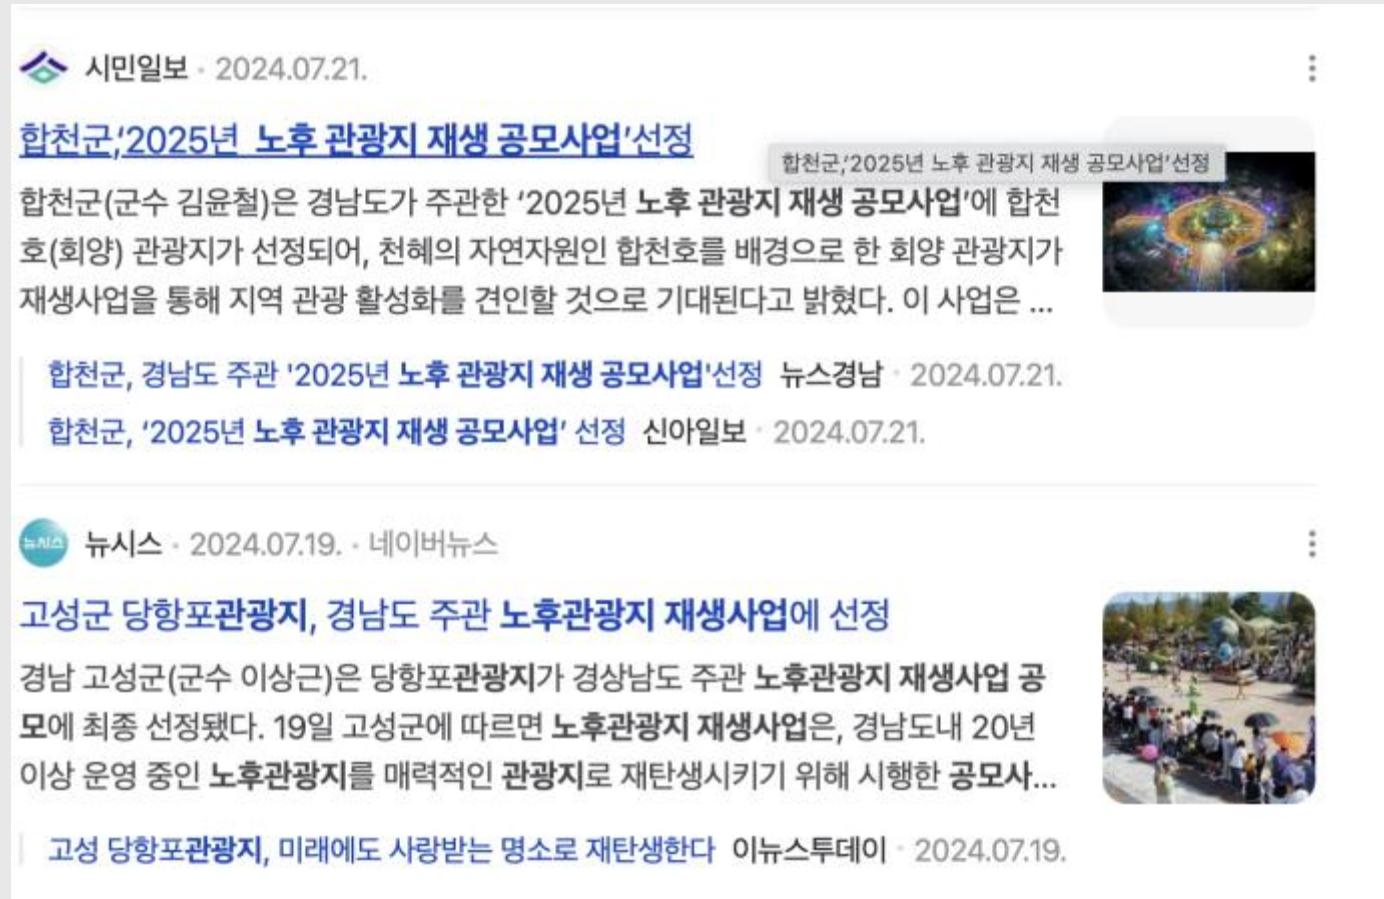 시민일보 · 2024.07.21.
합천군,‘2025년 노후 관광지 재생 공모사업’선정
합천군,‘2025년 노후 관광지 재생 공모사업’선정
합천군(군수 김윤철)은 경남도가 주관한 ‘2025년 노후 관광지 재생 공모사업’에 합천
호(회양) 관광지가 선정되어, 천혜의 자연자원인 합천호를 배경으로 한 회양 관광지가
재생사업을 통해 지역 관광 활성화를 견인할 것으로 기대된다고 밝혔다. 이 사업은 ...
합천군, 경남도 주관 '2025년 노후 관광지 재생 공모사업'선정 뉴스경남 · 2024.07.21.
합천군, ‘2025년 노후 관광지 재생 공모사업’ 선정 신아일보 · 2024.07.21.
뉴시스
뉴시스 · 2024.07.19. · 네이버뉴스
고성군 당항포관광지, 경남도 주관 노후관광지 재생사업에 선정
경남 고성군(군수 이상근)은 당항포관광지가 경상남도 주관 노후관광지 재생사업 공
모에 최종 선정됐다. 19일 고성군에 따르면 노후관광지 재생사업은, 경남도내 20년
이상 운영 중인 노후관광지를 매력적인 관광지로 재탄생시키기 위해 시행한 공모사...
고성 당항포관광지, 미래에도 사랑받는 명소로 재탄생한다 이뉴스투데이 · 2024.07.19.